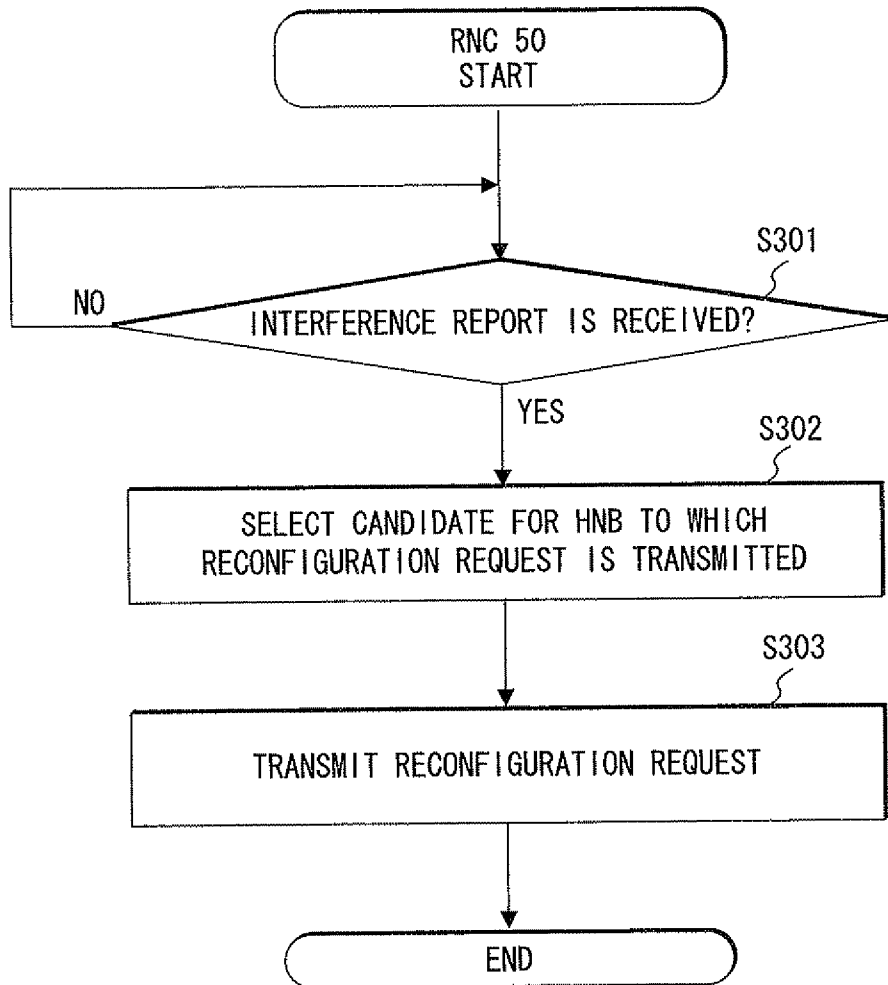 RNC 50
START
S301
NO
INTERFERENCE REPORT IS RECEIVED?
YES
S302
SELECT CANDIDATE FOR HNB TO WHICH
RECONFIGURATION REQUEST IS TRANSMITTED
S303
TRANSMIT RECONFIGURATION REQUEST
END